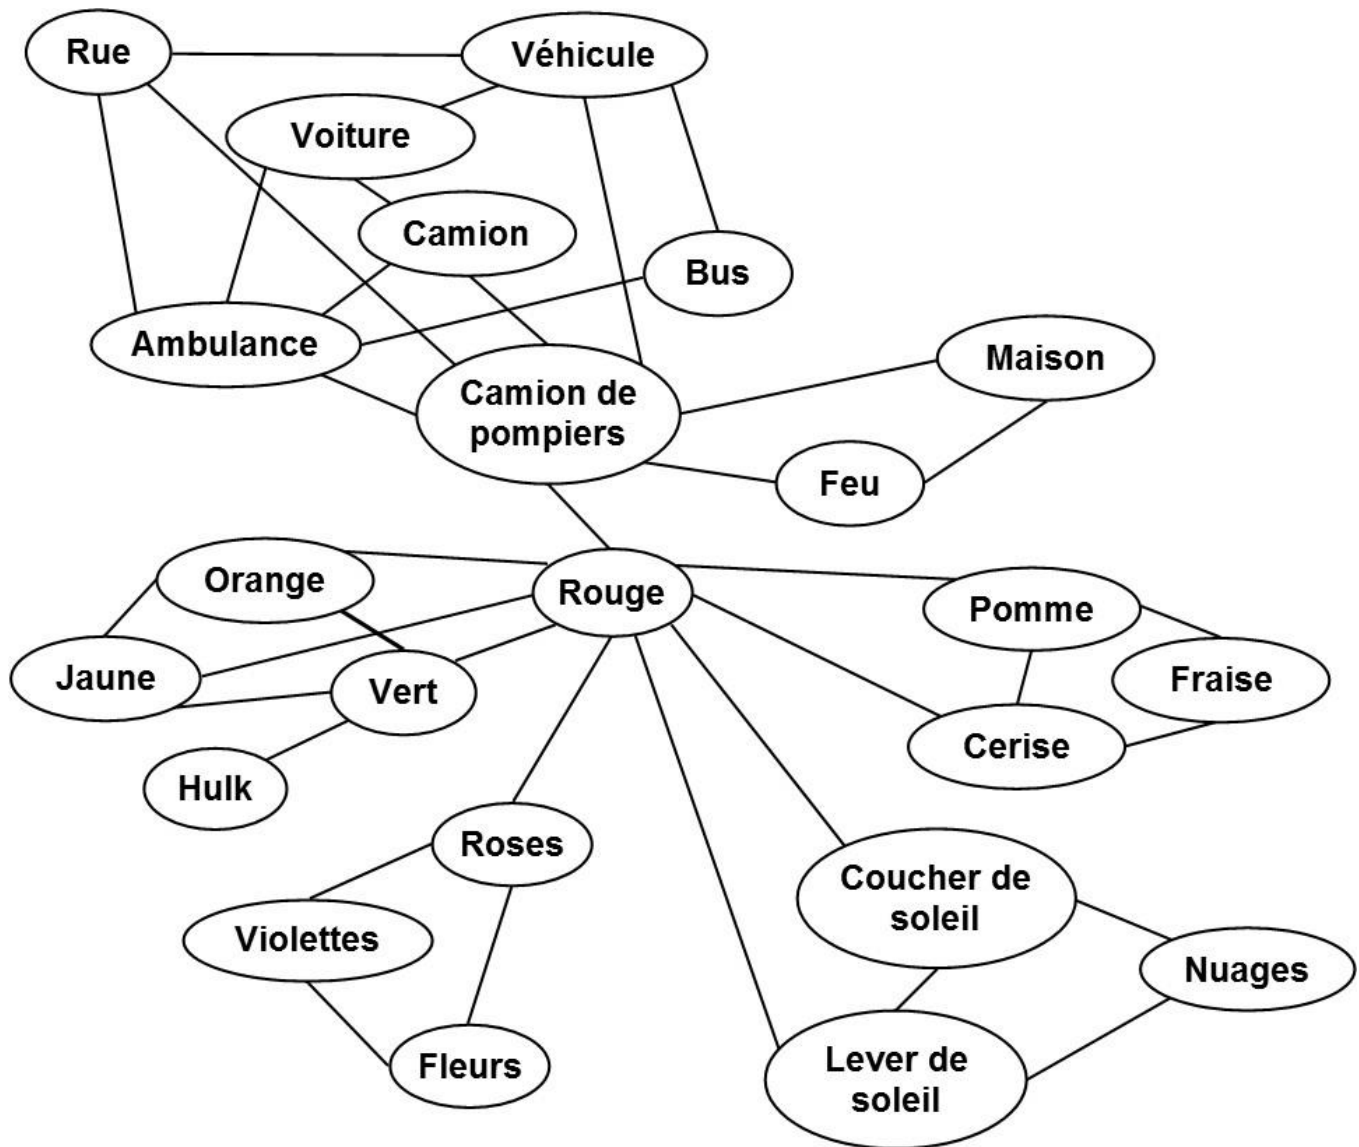 Rue
Véhicule
Voiture
Camion
Bus
Ambulance
Maison
Camion de
pompiers
Feu
Orange
Rouge
Pomme
Jaune
Vert
Fraise
Cerise
Hulk
Roses
Coucher de
soleil
Violettes
Nuages
Fleurs
Lever de
soleil